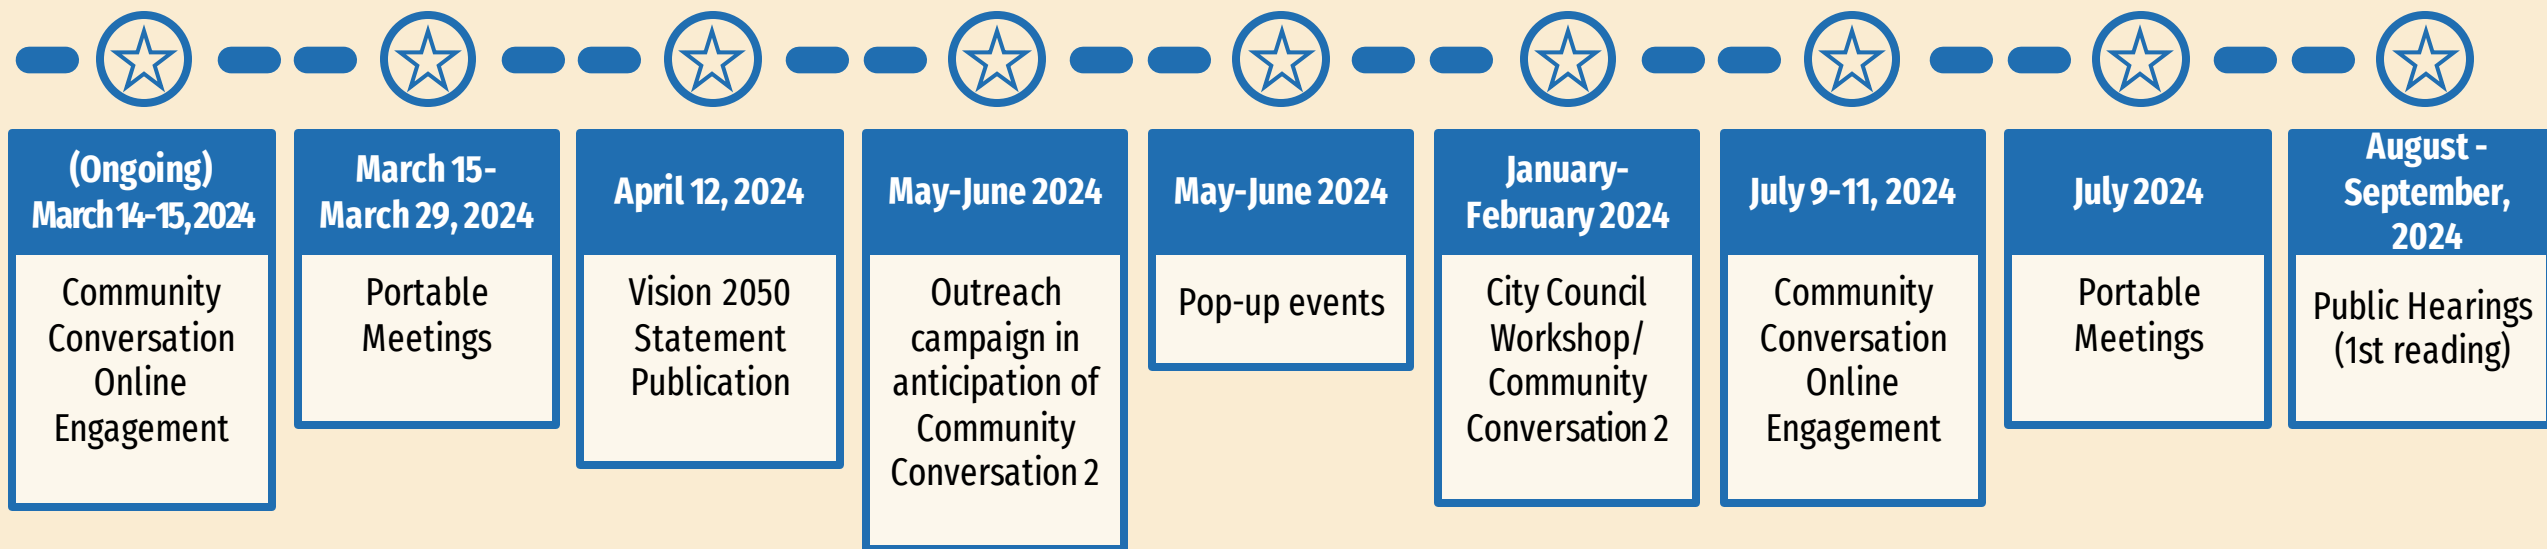 (Ongoing)
March 14-15, 2024
Community
Conversation
Online
Engagement
March 15-
March 29, 2024
Portable
Meetings
April 12, 2024
Vision 2050
Statement
Publication
May-June 2024
Outreach
campaign in
anticipation of
Community
Conversation 2
May-June 2024
Pop-up events
January-
February 2024
City Council
Workshop/
Community
Conversation 2
July 9-11, 2024
Community
Conversation
Online
Engagement
July 2024
Portable
Meetings
August -
September,
2024
Public Hearings
(1st reading)